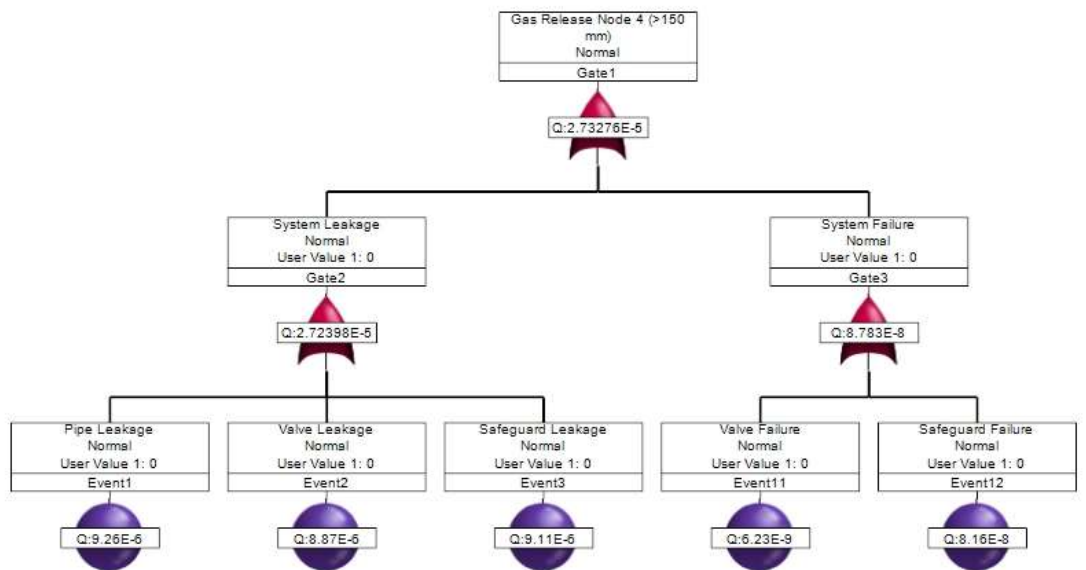 Gas Release Node 4 (>150
mm)
Normal
Gate1
Q:2.73276E-5
System Leakage
Normal
User Value 1: 0
Gate2
Q:2.72398E-5
System Failure
Normal
User Value 1: 0
Gate3
Q:8.783E-8
Pipe Leakage
Normal
User Value 1: 0
Event1
Q:9.26E-6
Valve Leakage
Normal
User Value 1: 0
Event2
Q:8.87E-6
Safeguard Leakage
Normal
User Value 1: 0
Event3
Q:9.11E-6
Valve Failure
Normal
User Value 1: 0
Event11
Q:6.23E-9
Safeguard Failure
Normal
User Value 1: 0
Event12
Q:8.16E-8